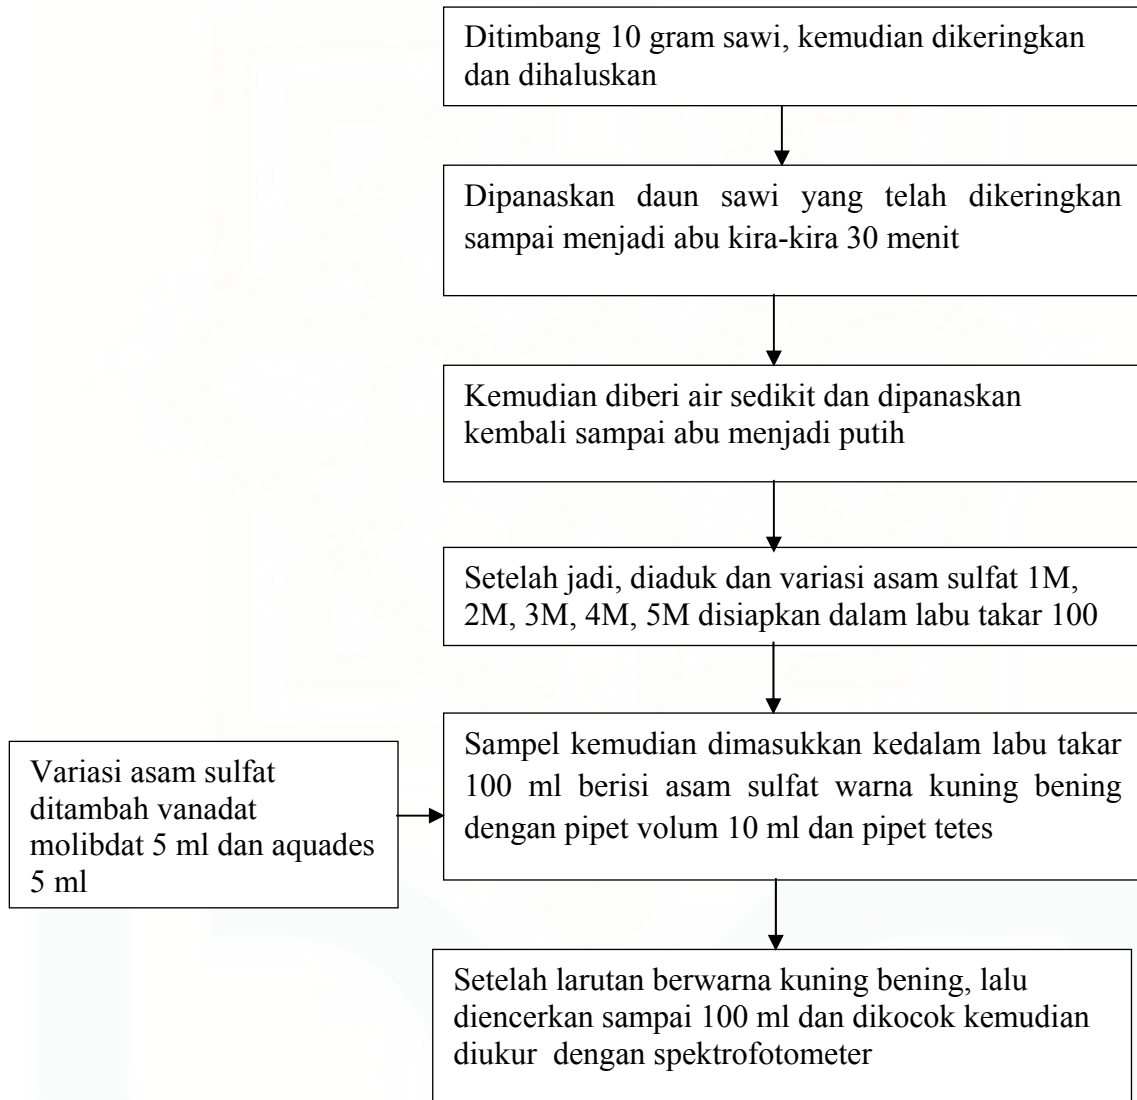 Ditimbang 10 gram sawi, kemudian dikeringkan
dan dihaluskan
Dipanaskan daun sawi yang telah dikeringkan
sampai menjadi abu kira-kira 30 menit
Kemudian diberi air sedikit dan dipanaskan
kembali sampai abu menjadi putih
Setelah jadi, diaduk dan variasi asam sulfat 1M,
2M, 3M, 4M, 5M disiapkan dalam labu takar 100
Variasi asam sulfat
ditambah vanadat
molibdat 5 ml dan aquades
5 ml
Sampel kemudian dimasukkan kedalam labu takar
100 ml berisi asam sulfat warna kuning bening
dengan pipet volum 10 ml dan pipet tetes
Setelah larutan berwarna kuning bening, lalu
diencerkan sampai 100 ml dan dikocok kemudian
diukur dengan spektrofotometer